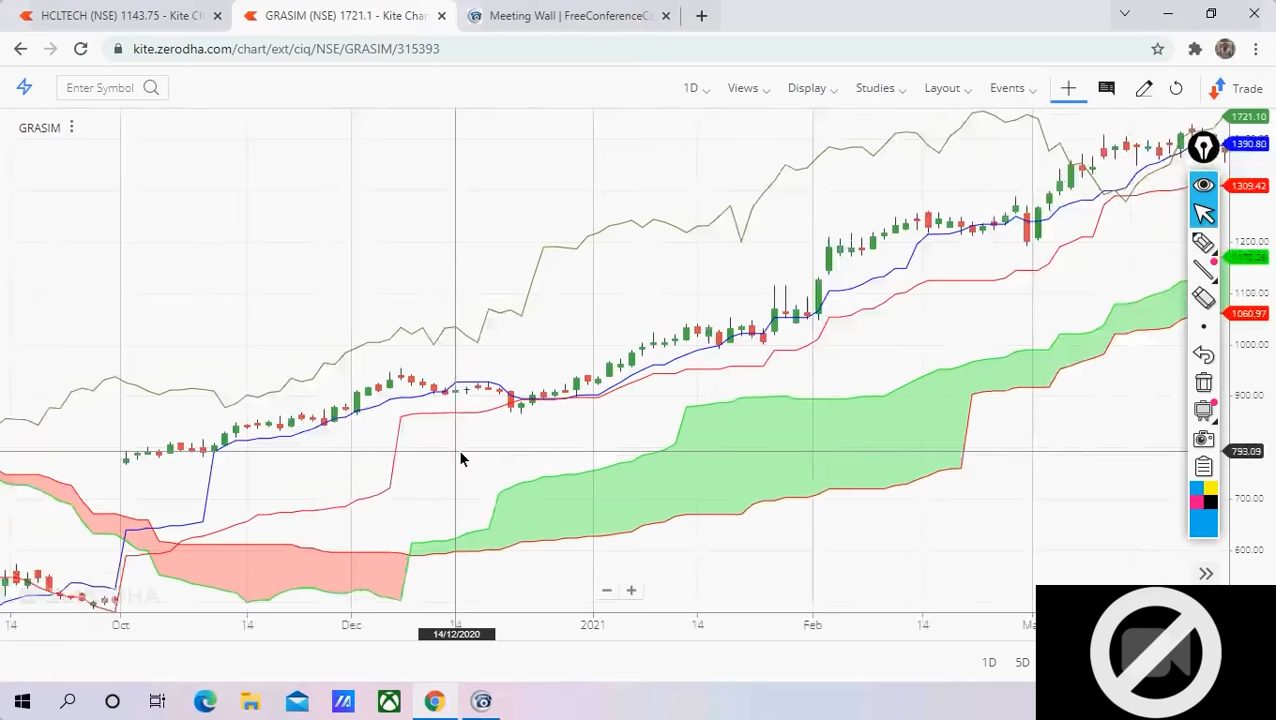 HCLTECH (NSE) 1143.75 - Kite Ch
GRASIM (NSE) 1721.1 - Kite Chart
Meeting Wall | FreeConferenceCa
kite.zerodha.com/chart/ext/ciq/NSE/GRASIM/315393
Enter Symbol
1D Views Display Studies Layout Events Trade
GRASIM
1721.10
1390.80
1309.42
1200.00
1100.00
1060.97
1000.00
900.00
793.09
700.00
600.00
14 Oct 14 Dec 14 2021 14 Feb 14
14/12/2020
1D 5D